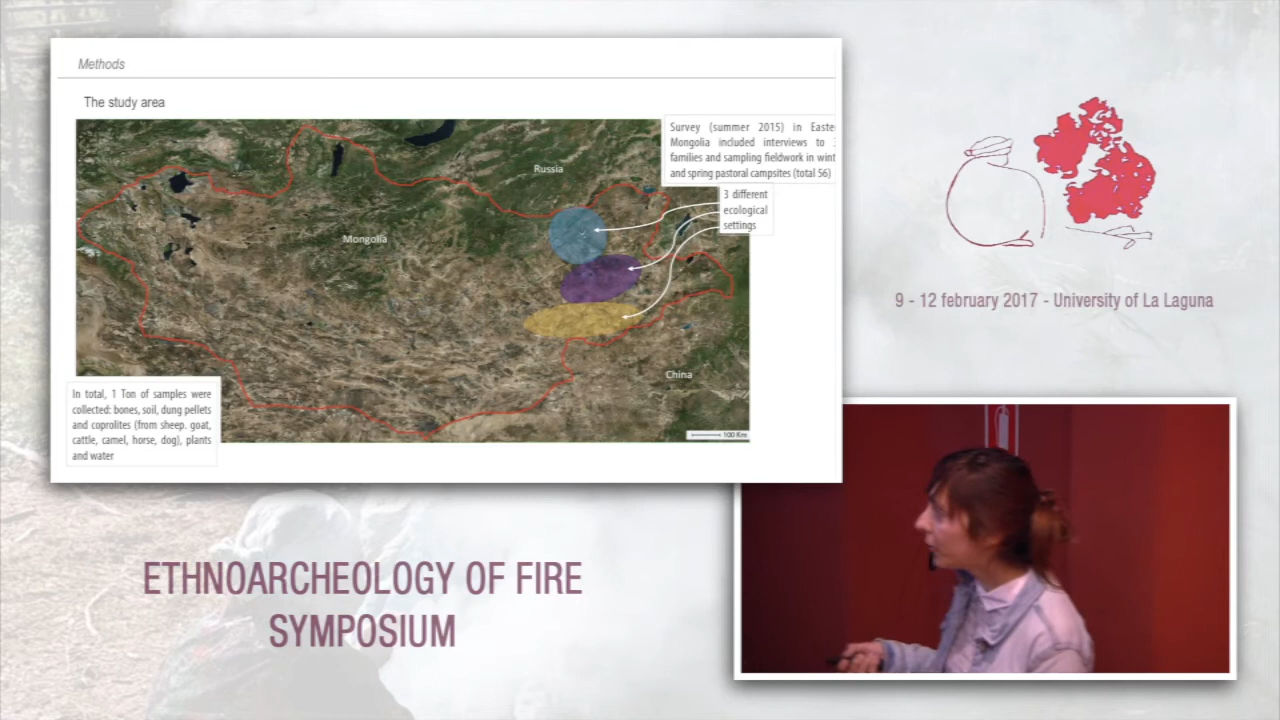 Methods
The study area
Survey (summer 2015) in
Mongolia included interviews to
families and sampling fieldwork in
and spring pastoral campsites (total 56)
3 different
ecological
settings
Russia
Mongolia
China
100 Km
In total, 1 Ton of samples were
collected: bones, soil, dung pellets
and coprolites (from sheep. goat,
cattle, camel, horse, dog), plants
and water
9 - 12 february 2017 - University of La Laguna
ETHNOARCHEOLOGY OF FIRE
SYMPOSIUM